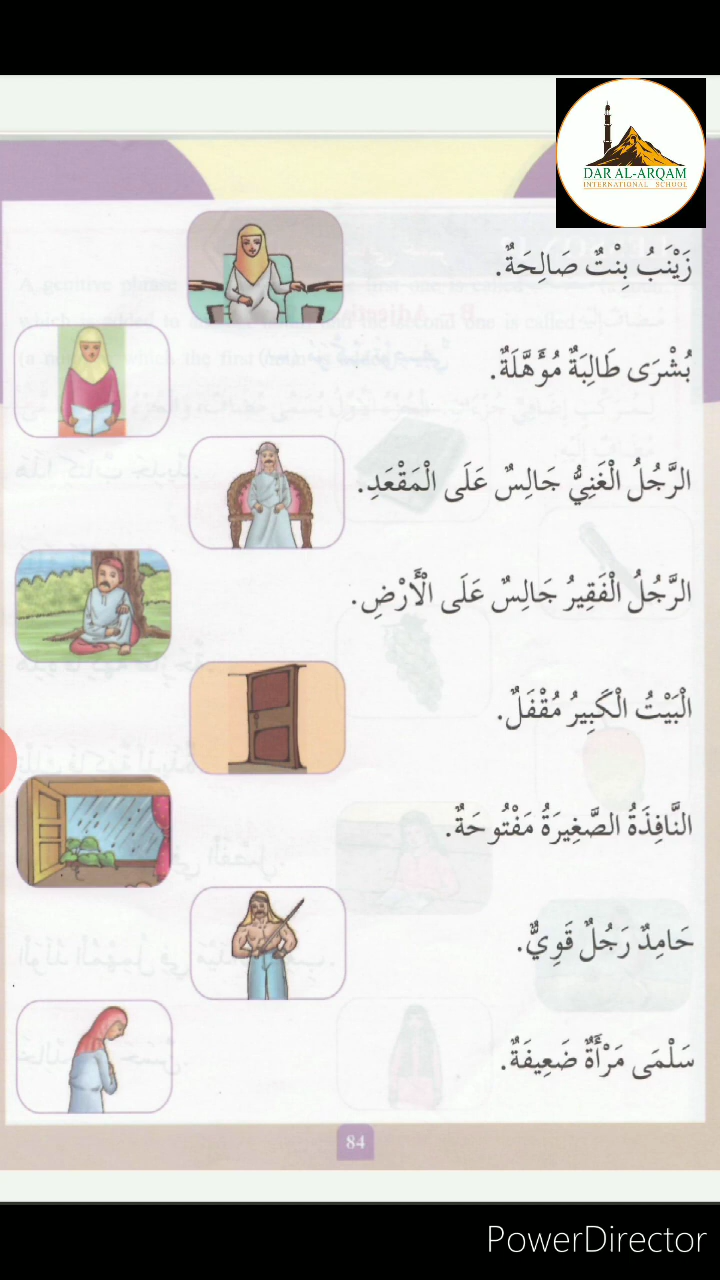 DAR AL-ARQAM
INTERNATIONAL SCHOOL
زَيْنَبُ بِنْتٌ صَالِحَةٌ.
بُشْرَى طَالِبَةٌ مُؤَهَّلَةٌ.
الرَّجُلُ الْغَنِيُّ جَالِسٌ عَلَى الْمَقْعَدِ.
الرَّجُلُ الْفَقِيرُ جَالِسٌ عَلَى الْأَرْضِ.
الْبَيْتُ الْكَبِيرُ مُقْفَلٌ.
النَّافِذَةُ الصَّغِيرَةُ مَفْتُوحَةٌ.
حَامِدٌ رَجُلٌ قَوِيٌّ.
سَلْمَى مَرْأَةٌ ضَعِيفَةٌ.
84
PowerDirector